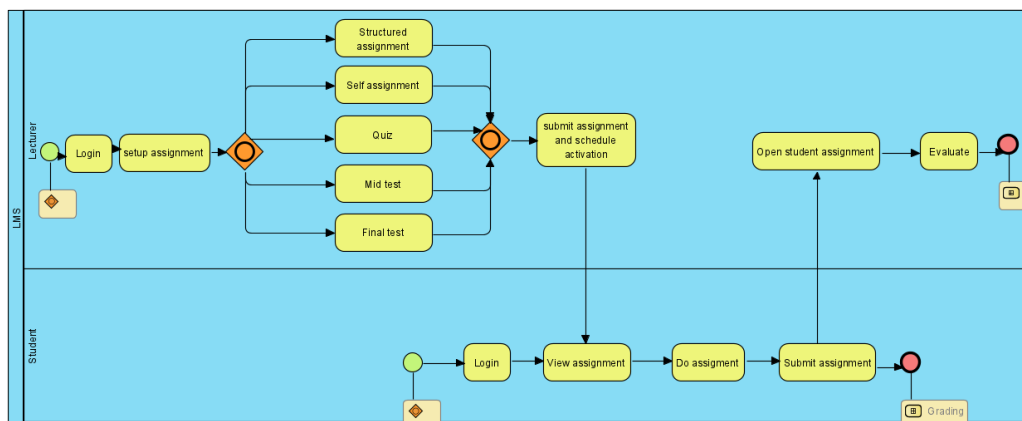 LMS
Lecturer
Login
setup assignment
Structured
assignment
Self assignment
Quiz
Mid test
Final test
submit assignment
and schedule
activation
Open student assignment
Evaluate
Student
Login
View assignment
Do assigment
Submit assignment
Grading